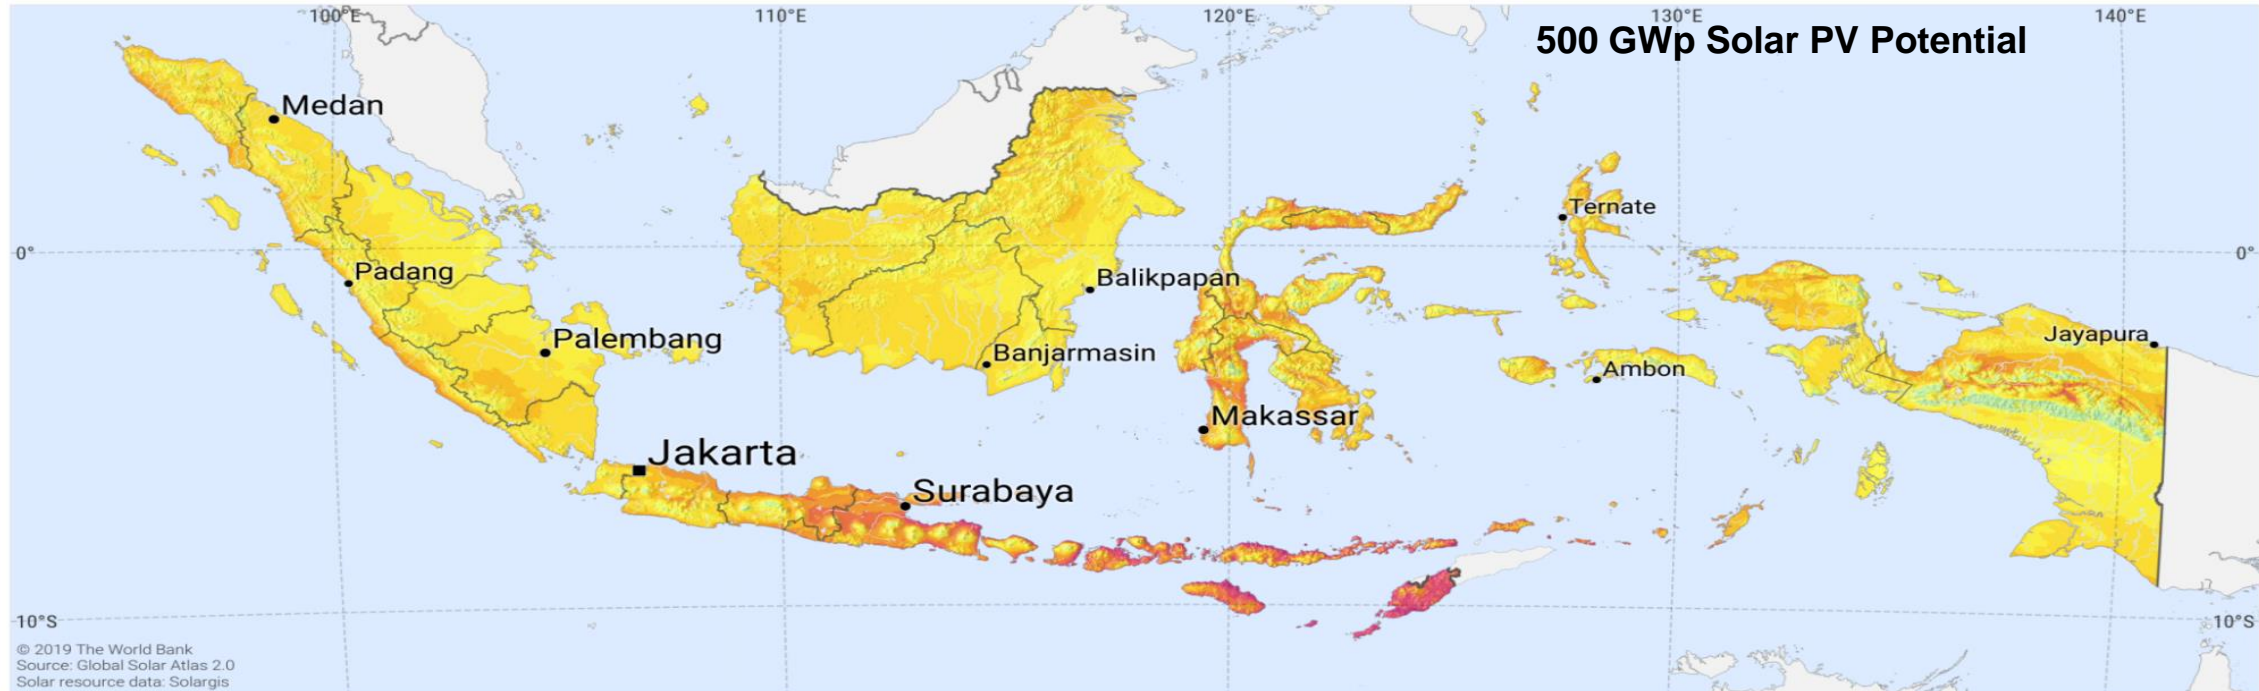 100°E
110°E
120°E
130°E
140°E
500 GWp Solar PV Potential
Medan
Ternate
0°
0°
Padang
Balikpapan
Palembang
Banjarmasin
Jayapura
Ambon
Makassar
Jakarta
Surabaya
10°S
10°S
© 2019 The World Bank
Source: Global Solar Atlas 2.0
Solar resource data: Solargis